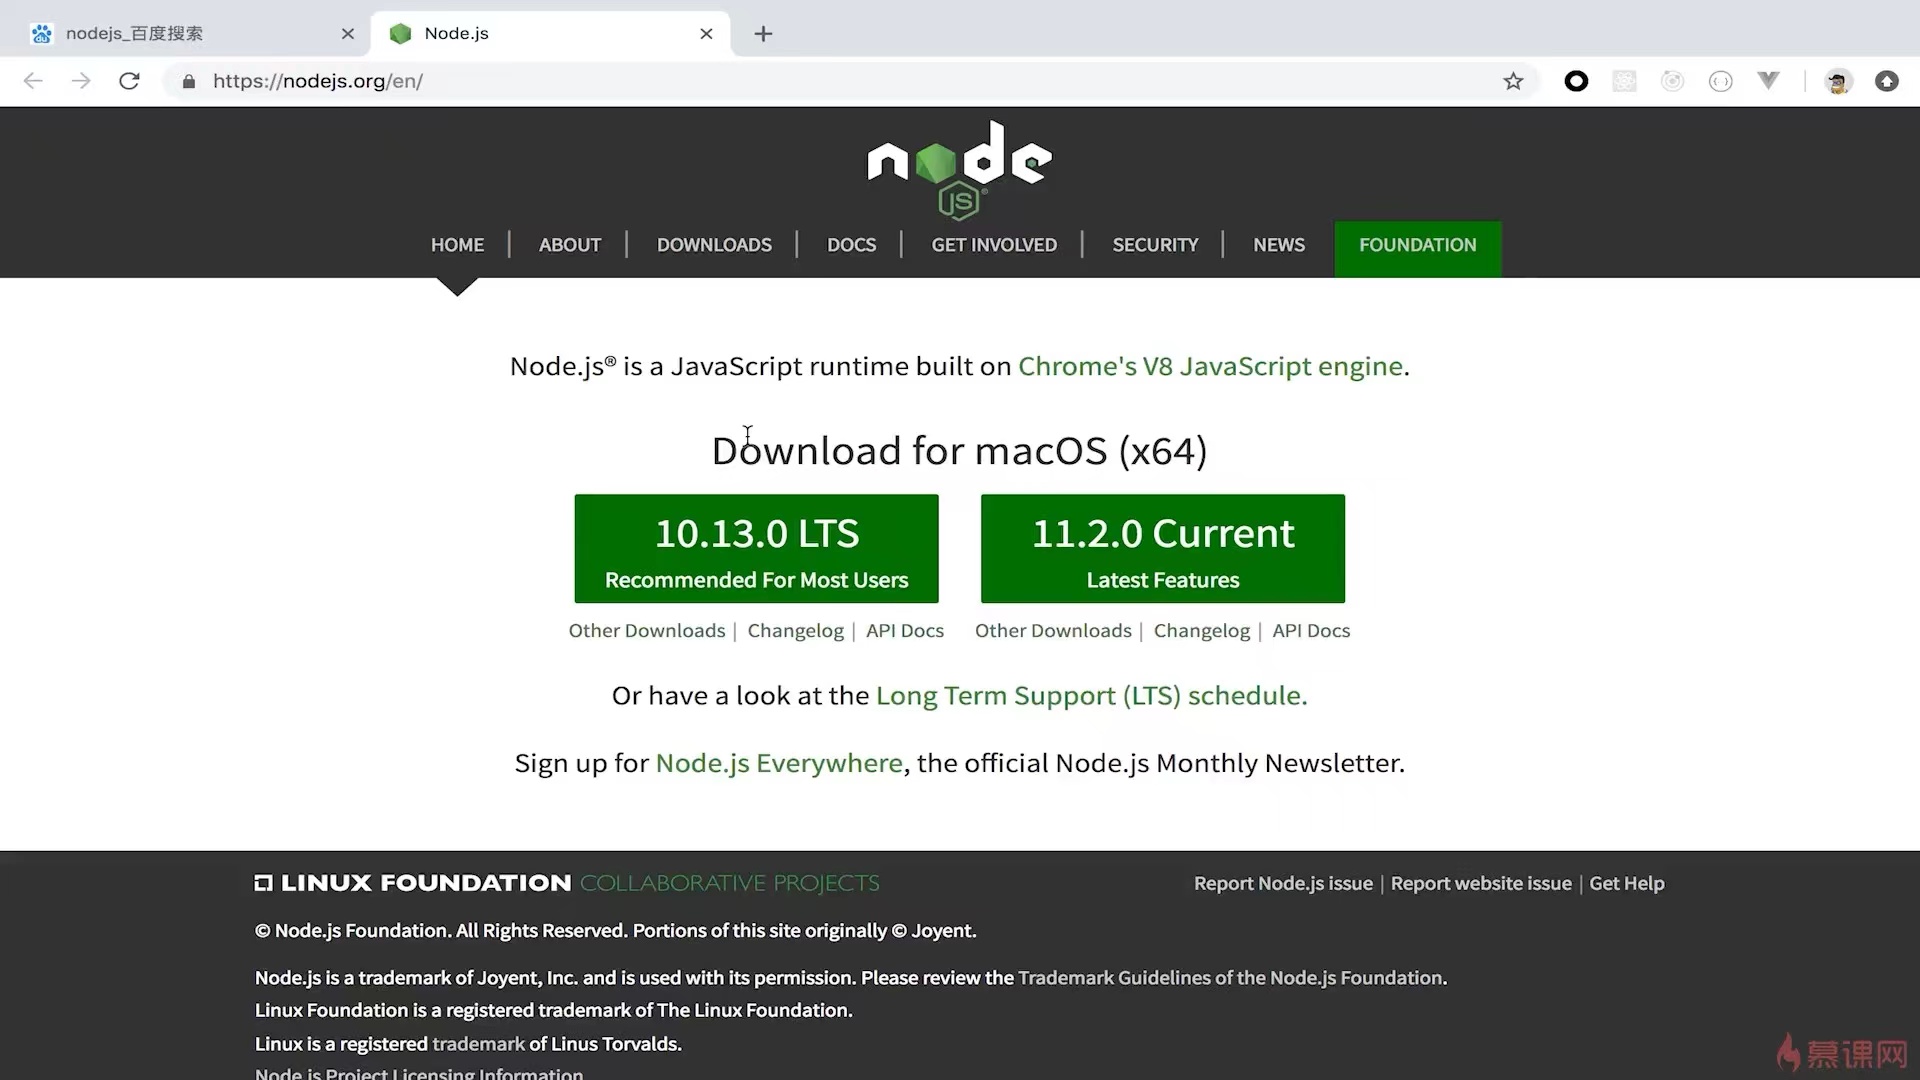 nodejs_百度搜索
Node.js
https://nodejs.org/en/
node
JS
HOME | ABOUT | DOWNLOADS | DOCS | GET INVOLVED | SECURITY | NEWS FOUNDATION
Node.js® is a JavaScript runtime built on Chrome's V8 JavaScript engine.
Download for macOS (x64)
10.13.0 LTS
Recommended For Most Users
11.2.0 Current
Latest Features
Other Downloads | Changelog | API Docs
Other Downloads | Changelog | API Docs
Or have a look at the Long Term Support (LTS) schedule.
Sign up for Node.js Everywhere, the official Node.js Monthly Newsletter.
LINUX FOUNDATION COLLABORATIVE PROJECTS
Report Node.js issue | Report website issue | Get Help
© Node.js Foundation. All Rights Reserved. Portions of this site originally © Joyent.
Node.js is a trademark of Joyent, Inc. and is used with its permission. Please review the Trademark Guidelines of the Node.js Foundation.
Linux Foundation is a registered trademark of The Linux Foundation.
Linux is a registered trademark of Linus Torvalds.
Node.js Project Licensing Information
慕课网